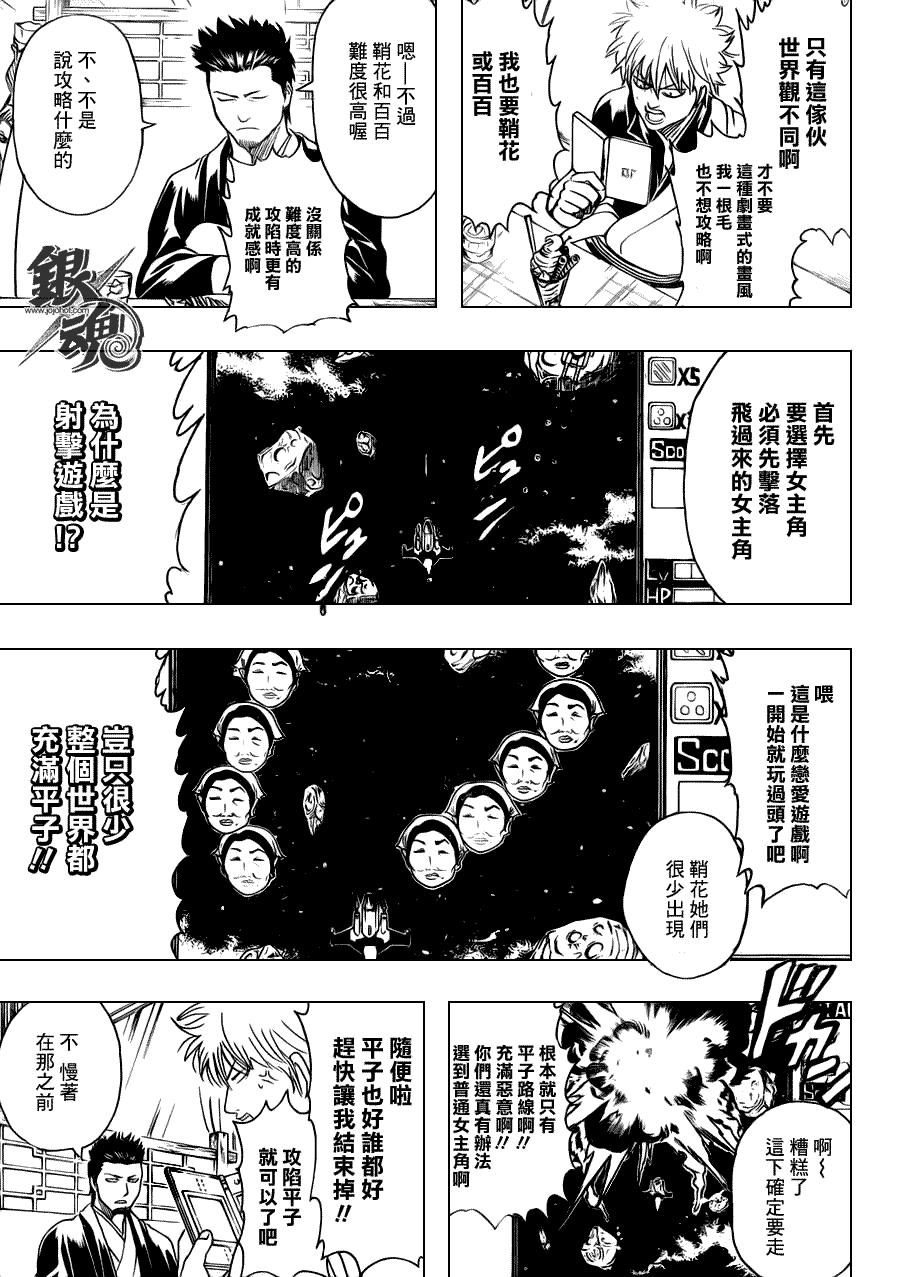 只有這傢伙
世界觀不同啊
才不要
這種劇畫式的畫風
我一根毛
也不想攻略啊
我也要鞘花
或百百
嗯—不過
鞘花和百百
難度很高喔
沒關係
難度高的
攻陷時更有
成就感啊
不、不是
說攻略什麼的
銀魂
www.jojohot.com
首先
要選擇女主角
必須先擊落
飛過來的女主角
X5
X
Sco
Lv
HP
ピュン
ピュン
為什麼是
射擊遊戲!?
喂
這是什麼戀愛遊戲啊
一開始就玩過頭了吧
Sco
鞘花她們
很少出現
豈只很少
整個世界都
充滿平子!!
ドカン
A
啊~
糟糕了
這下確定要走
根本就只有
平子路線啊!!
充滿惡意啊!!
你們還真有辦法
選到普通女主角啊
隨便啦
平子也好誰都好
趕快讓我結束掉!!
攻陷平子
就可以了吧
不 慢著
在那之前